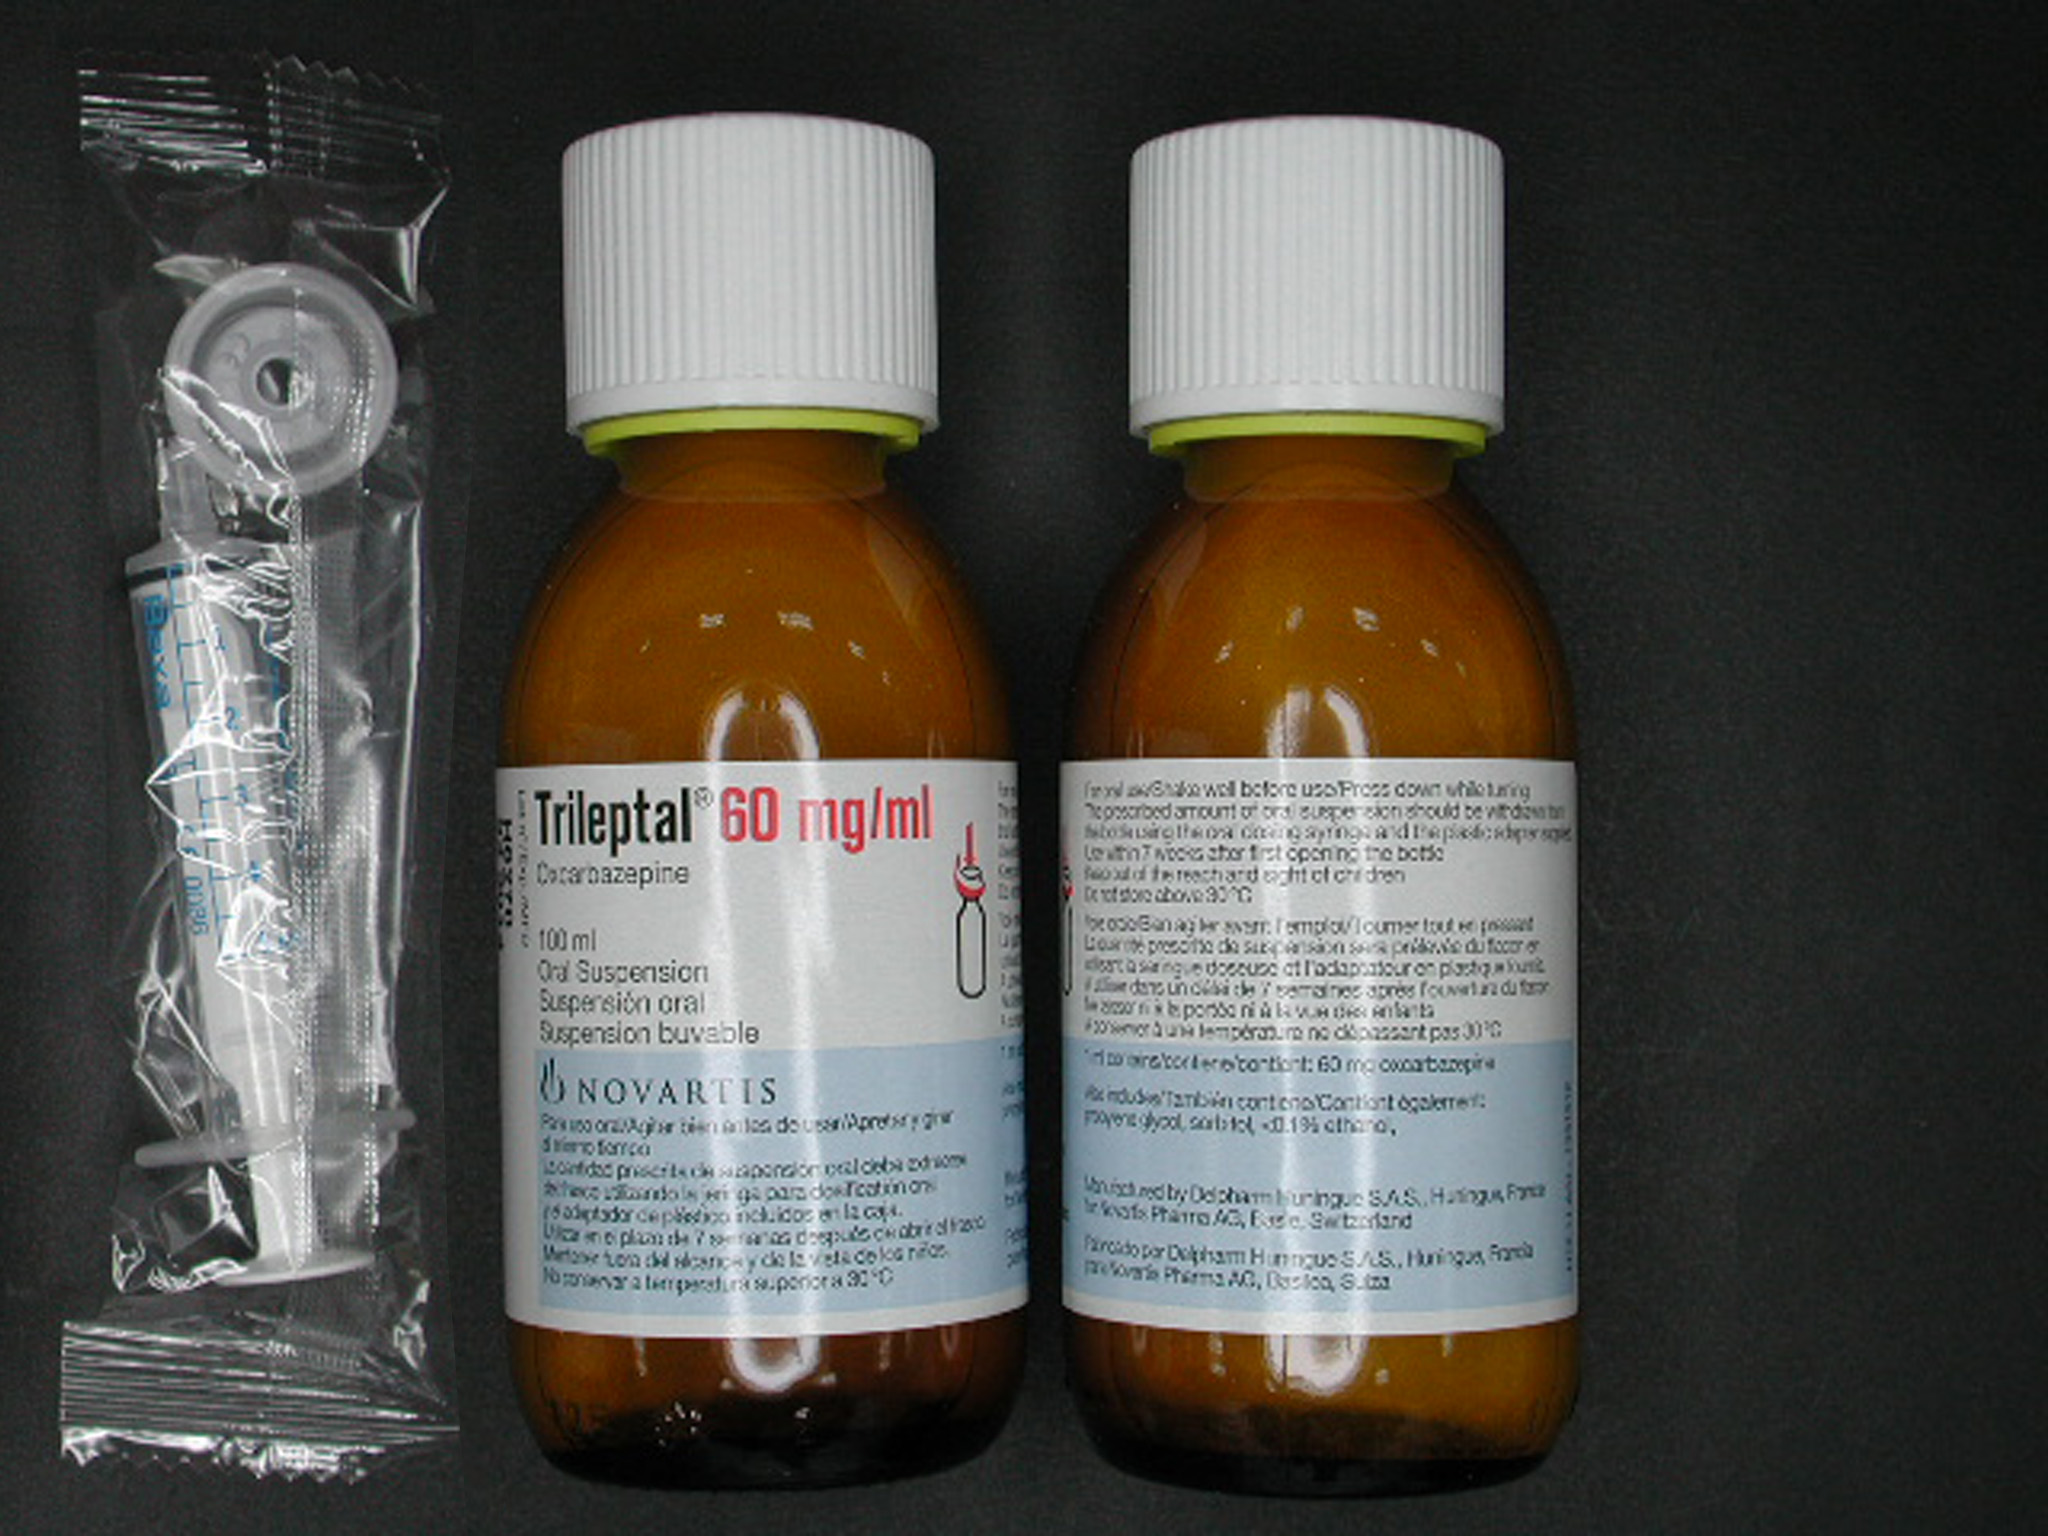 Trileptal® 60 mg/ml
Oxcarbazepine
100 ml
Oral Suspension
Suspensión oral
Suspension buvable
NOVARTIS
Para uso oral/Agitar bien antes de usar/Apretar y girar
al mismo tiempo
La cantidad prescrita de suspensión oral debe extraerse
del frasco utilizando la jeringa para dosificación oral
y el adaptador de plástico incluidos en la caja.
Utilizar en el plazo de 7 semanas después de abrir el frasco
Mantener fuera del alcance y de la vista de los niños.
No conservar a temperatura superior a 30°C
For oral use/Shake well before use/Press down while turning
The prescribed amount of oral suspension should be withdrawn from
the bottle using the oral dosing syringe and the plastic adapter supplied
Use within 7 weeks after first opening the bottle
Keep out of the reach and sight of children
Do not store above 30°C
Voie orale/Bien agiter avant l'emploi/Tourner tout en pressant
La quantité prescrite de suspension sera prélevée du flacon en
utilisant la seringue doseuse et l'adaptateur en plastique fournis.
A utiliser dans un délai de 7 semaines après l'ouverture du flacon
Ne laisser ni à la portée ni à la vue des enfants
A conserver à une température ne dépassant pas 30°C
1 ml contains/contiene/contient: 60 mg oxcarbazepine
Also includes/También contiene/Contient également:
propylene glycol, sorbitol, <0.1% ethanol,
Manufactured by Delpharm Huningue S.A.S., Huningue, France
for Novartis Pharma AG, Basle, Switzerland
Fabricado por Delpharm Huningue S.A.S., Huningue, Francia
para Novartis Pharma AG, Basilea, Suiza